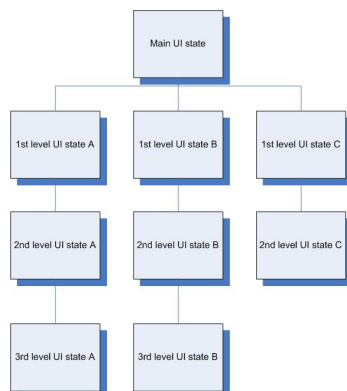 Main UI state
1st level UI state A
1st level UI state B
1st level UI state C
2nd level UI state A
2nd level UI state B
2nd level UI state C
3rd level UI state A
3rd level UI state B